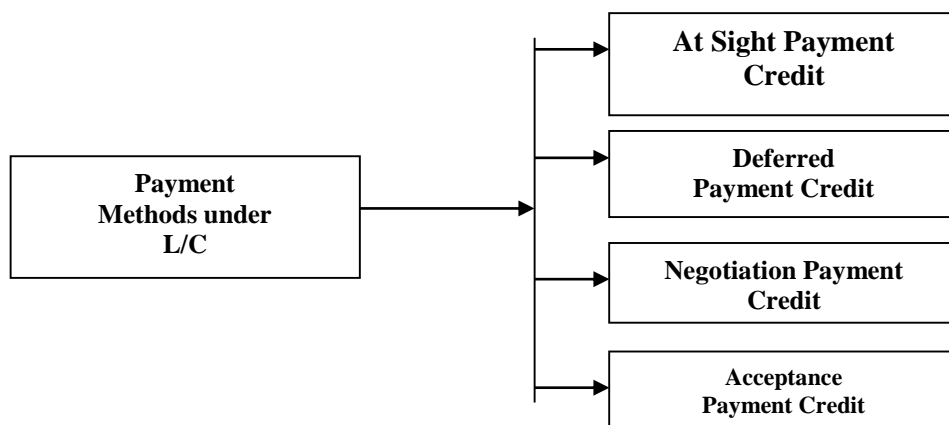 At Sight Payment
Credit
Payment
Methods under
L/C
Deferred
Payment Credit
Negotiation Payment
Credit
Acceptance
Payment Credit